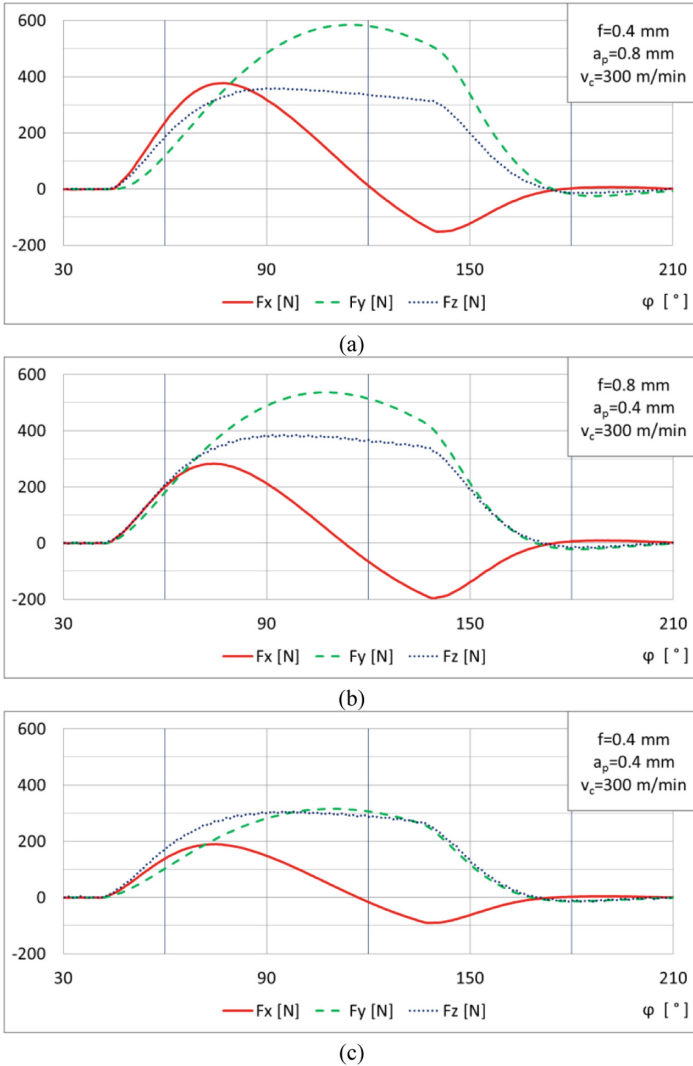 600
400
200
0
-200
f=0.4 mm
aₚ=0.8 mm
v_c=300 m/min
30 90 150 210
Fx [N] Fy [N] Fz [N] φ [ ° ]
(a)
600
400
200
0
-200
f=0.8 mm
aₚ=0.4 mm
v_c=300 m/min
30 90 150 210
Fx [N] Fy [N] Fz [N] φ [ ° ]
(b)
600
400
200
0
-200
f=0.4 mm
aₚ=0.4 mm
v_c=300 m/min
30 90 150 210
Fx [N] Fy [N] Fz [N] φ [ ° ]
(c)